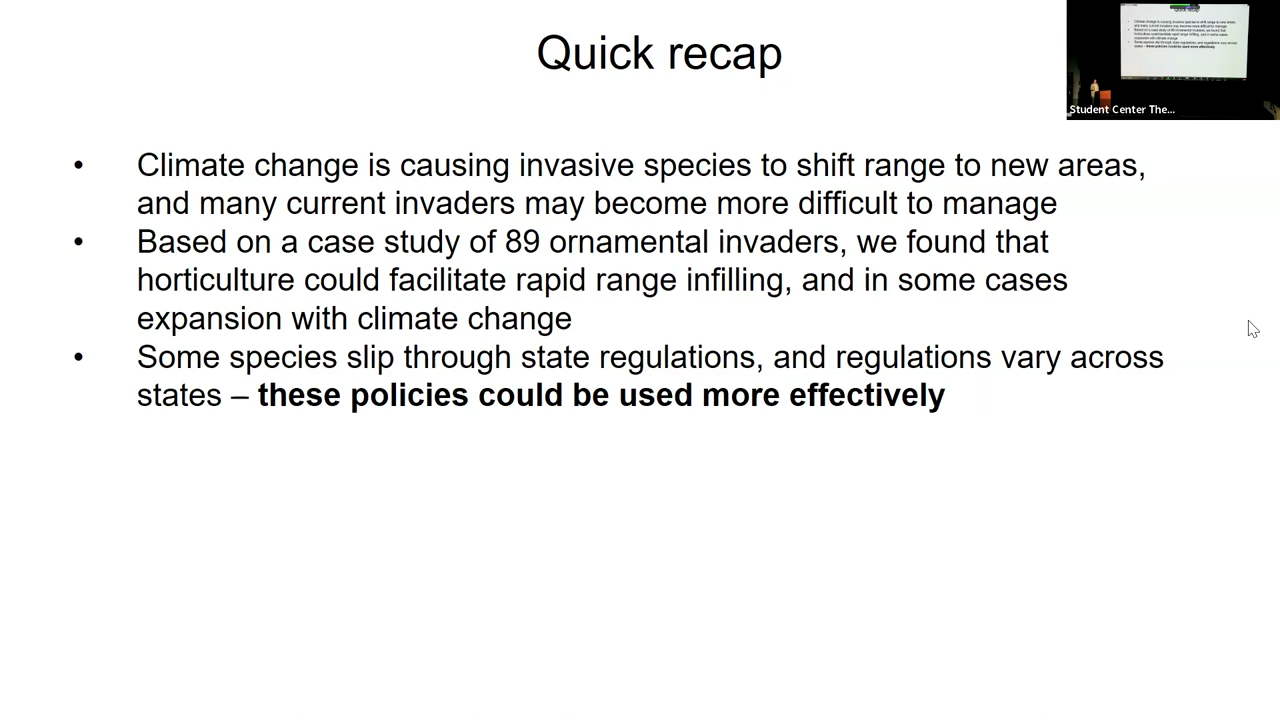 Quick recap
• Climate change is causing invasive species to shift range to new areas,
and many current invaders may become more difficult to manage
• Based on a case study of 89 ornamental invaders, we found that
horticulture could facilitate rapid range infilling, and in some cases
expansion with climate change
• Some species slip through state regulations, and regulations vary across
states – these policies could be used more effectively
Student Center The...